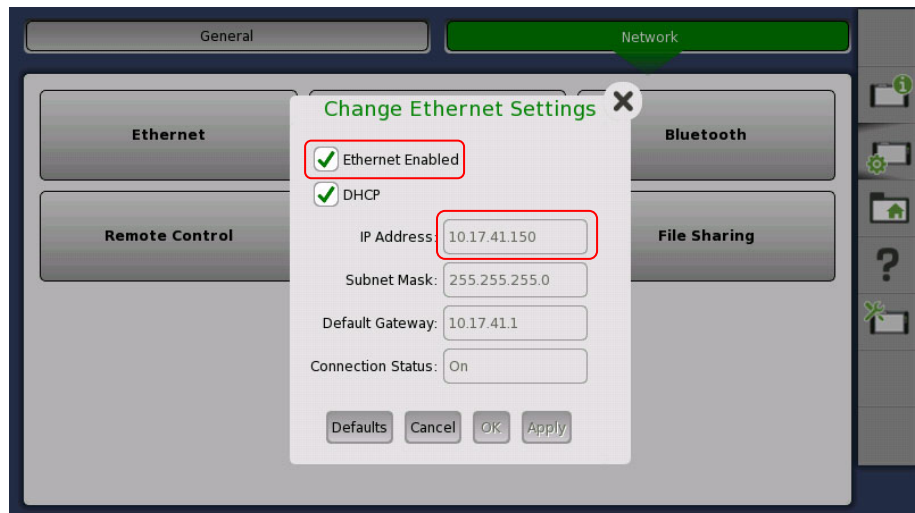 General
Network
Ethernet
Bluetooth
Remote Control
File Sharing
Change Ethernet Settings
Ethernet Enabled
DHCP
IP Address: 10.17.41.150
Subnet Mask: 255.255.255.0
Default Gateway: 10.17.41.1
Connection Status: On
Defaults Cancel OK Apply
i
?